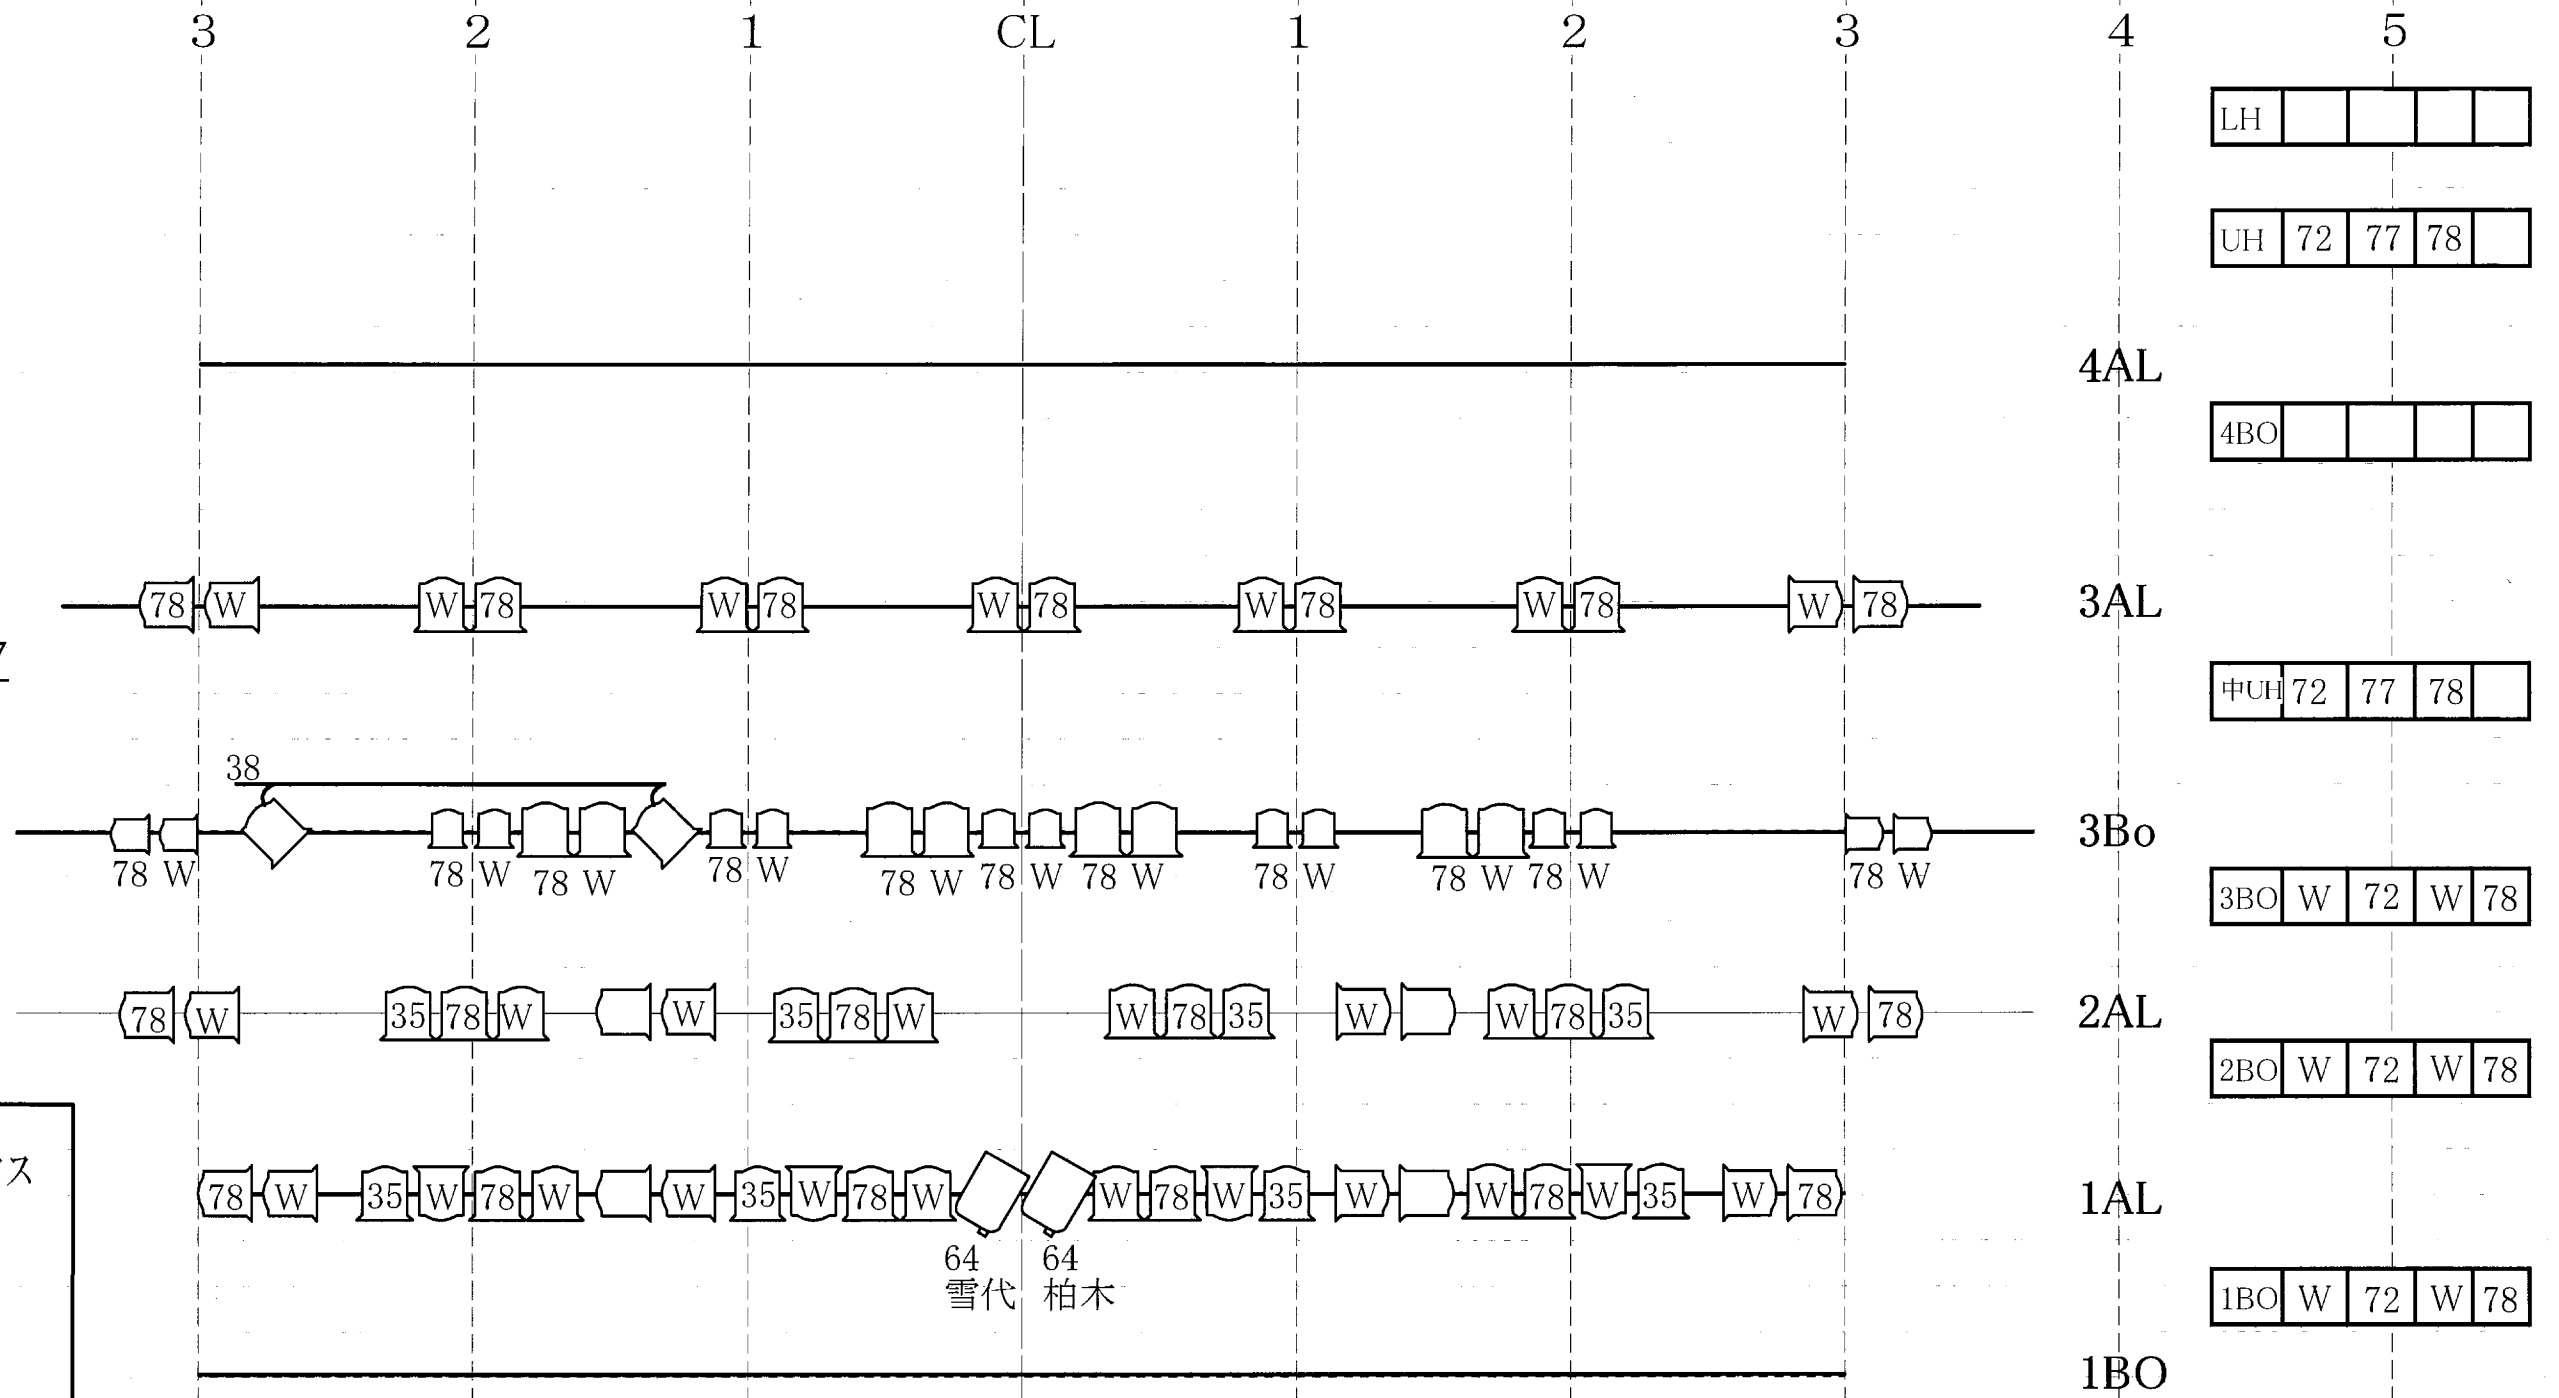 3 2 1 CL 1 2 3 4 5
LH
UH 72 77 78
4AL
4BO
78 W W 78 W 78 W 78 W 78 W 78 W 78 3AL
中UH 72 77 78
38
3Bo
78 W 78 W 78 W 78 W 78 W 78 W 78 W 78 W 78 W 78 W 78 W
3BO W 72 W 78
78 W 35 78 W W 35 78 W W 78 35 W W 78 35 W 78 2AL
2BO W 72 W 78
ス
78 W 35 W 78 W W 35 W 78 W W 78 W 35 W W 78 W 35 W 78 1AL
64 64
雪代 柏木
1BO W 72 W 78
1BO